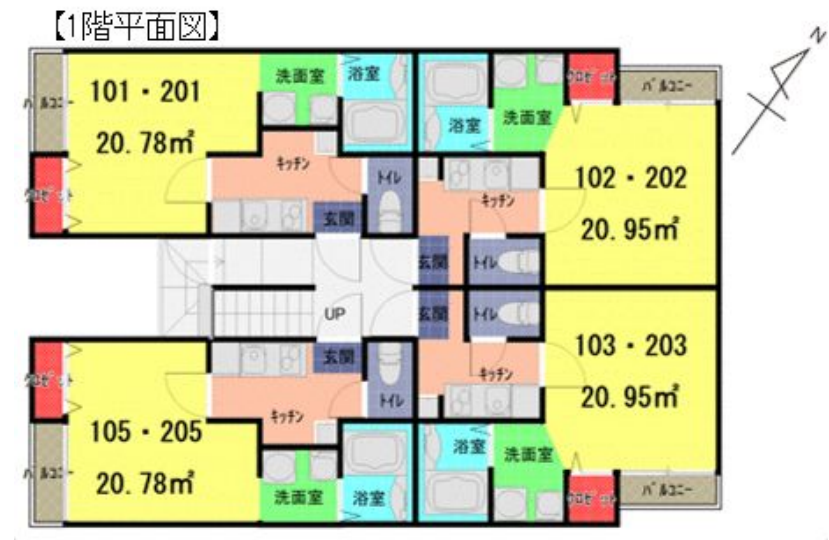 【1階平面図】
N
洗面室
浴室
クロゼット
バルコニー
バルコニー
101・201
20.78㎡
浴室
洗面室
キッチン
トイレ
キッチン
102・202
20.95㎡
クロゼット
玄関
玄関
トイレ
UP
玄関
トイレ
103・203
20.95㎡
玄関
キッチン
トイレ
クロゼット
キッチン
105・205
20.78㎡
浴室
洗面室
バルコニー
洗面室
浴室
クロゼット
バルコニー